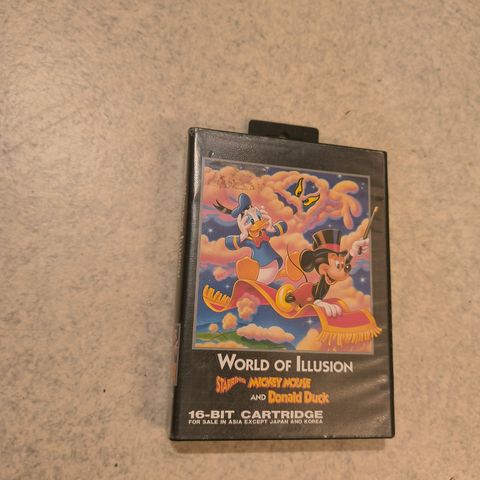 WORLD OF ILLUSION
STARRING MICKEY MOUSE
AND Donald Duck
16-BIT CARTRIDGE
FOR SALE IN ASIA EXCEPT JAPAN AND KOREA